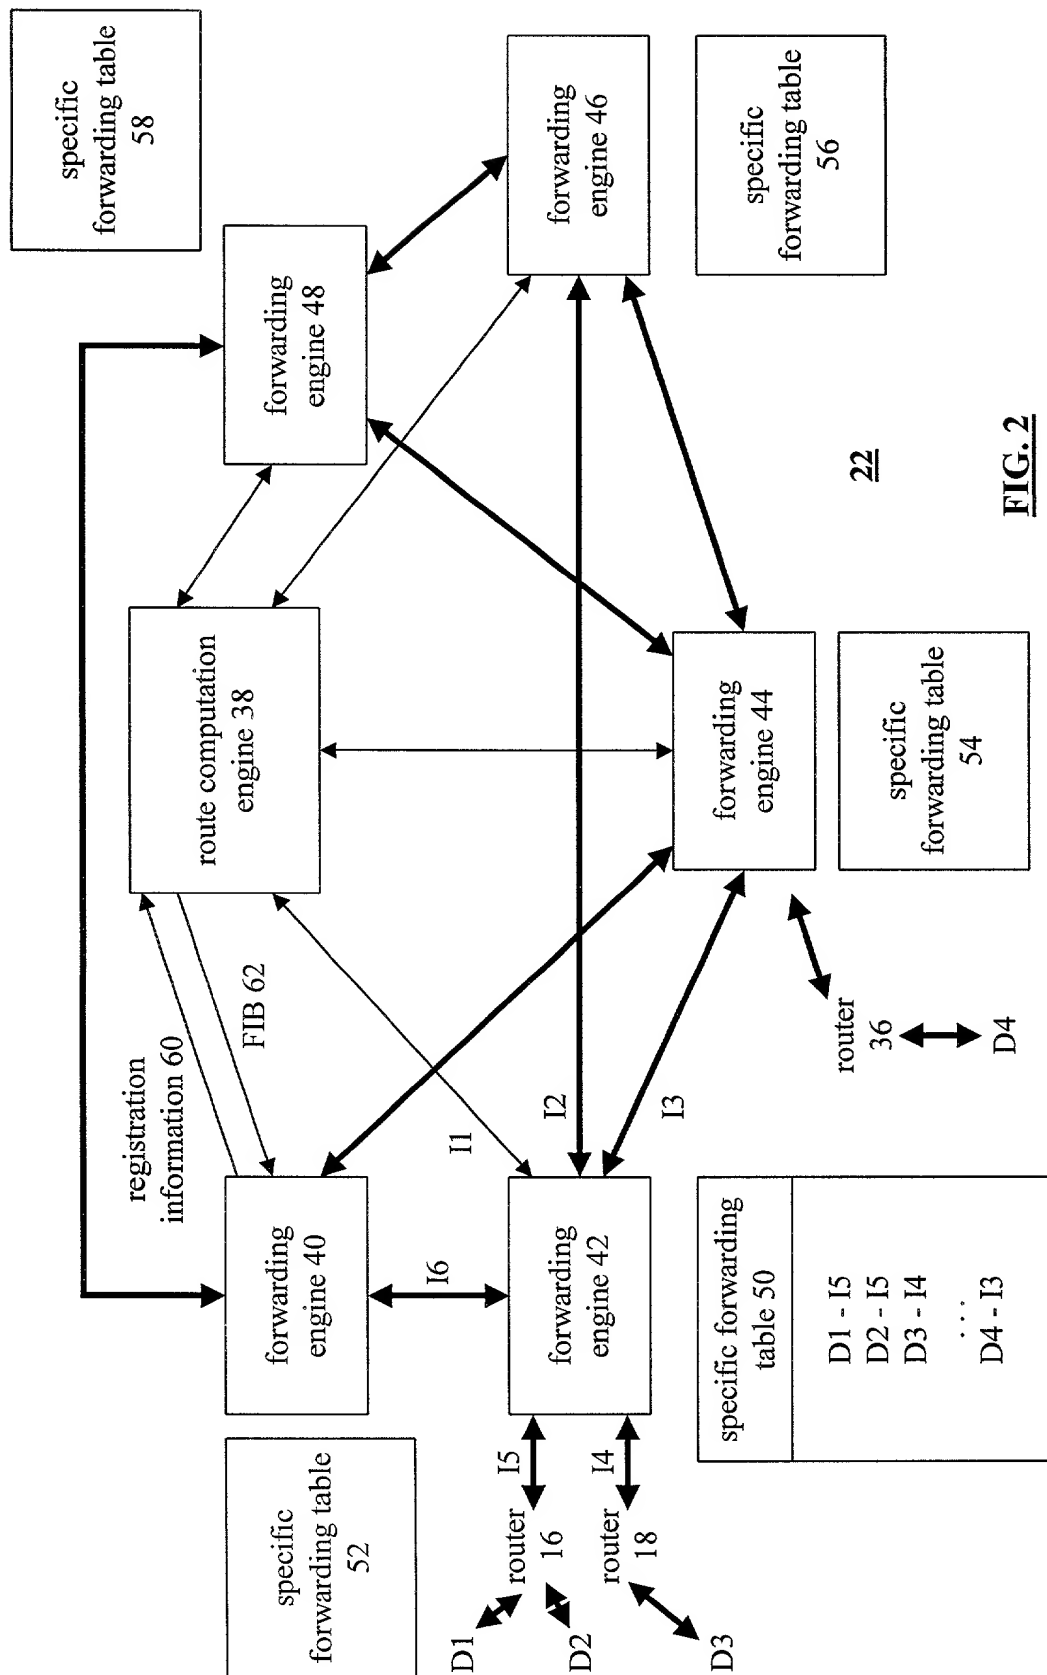 specific
forwarding table
52
forwarding
engine 40
registration
information 60
FIB 62
route computation
engine 38
forwarding
engine 48
specific
forwarding table
58
D1
D2
D3
router
16
router
18
I5
I4
I6
forwarding
engine 42
I1
I2
I3
forwarding
engine 46
specific
forwarding table
56
specific forwarding
table 50
D1 - I5
D2 - I5
D3 - I4
. . .
D4 - I3
router
36
D4
forwarding
engine 44
specific
forwarding table
54
22
FIG. 2